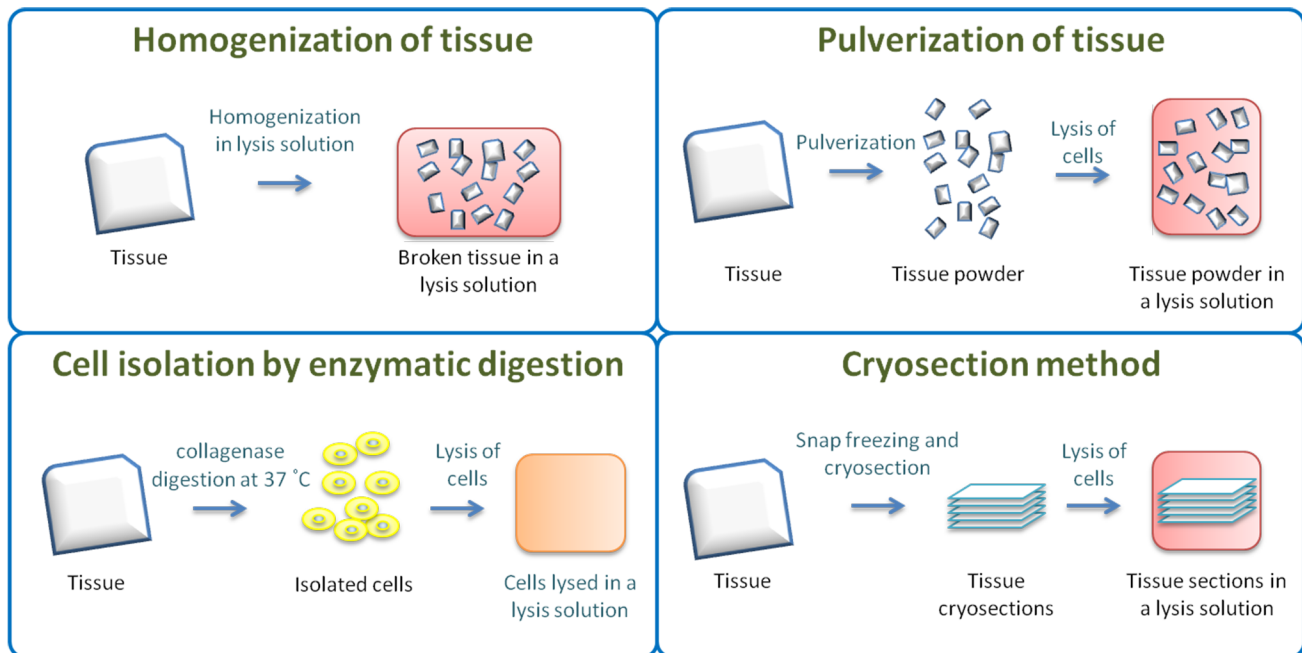 Homogenization of tissue
Homogenization
in lysis solution
Tissue
Broken tissue in a
lysis solution
Pulverization of tissue
Pulverization
Lysis of
cells
Tissue
Tissue powder
Tissue powder in
a lysis solution
Cell isolation by enzymatic digestion
collagenase
digestion at 37 ˚C
Lysis of
cells
Tissue
Isolated cells
Cells lysed in a
lysis solution
Cryosection method
Snap freezing and
cryosection
Lysis of
cells
Tissue
Tissue
cryosections
Tissue sections in
a lysis solution